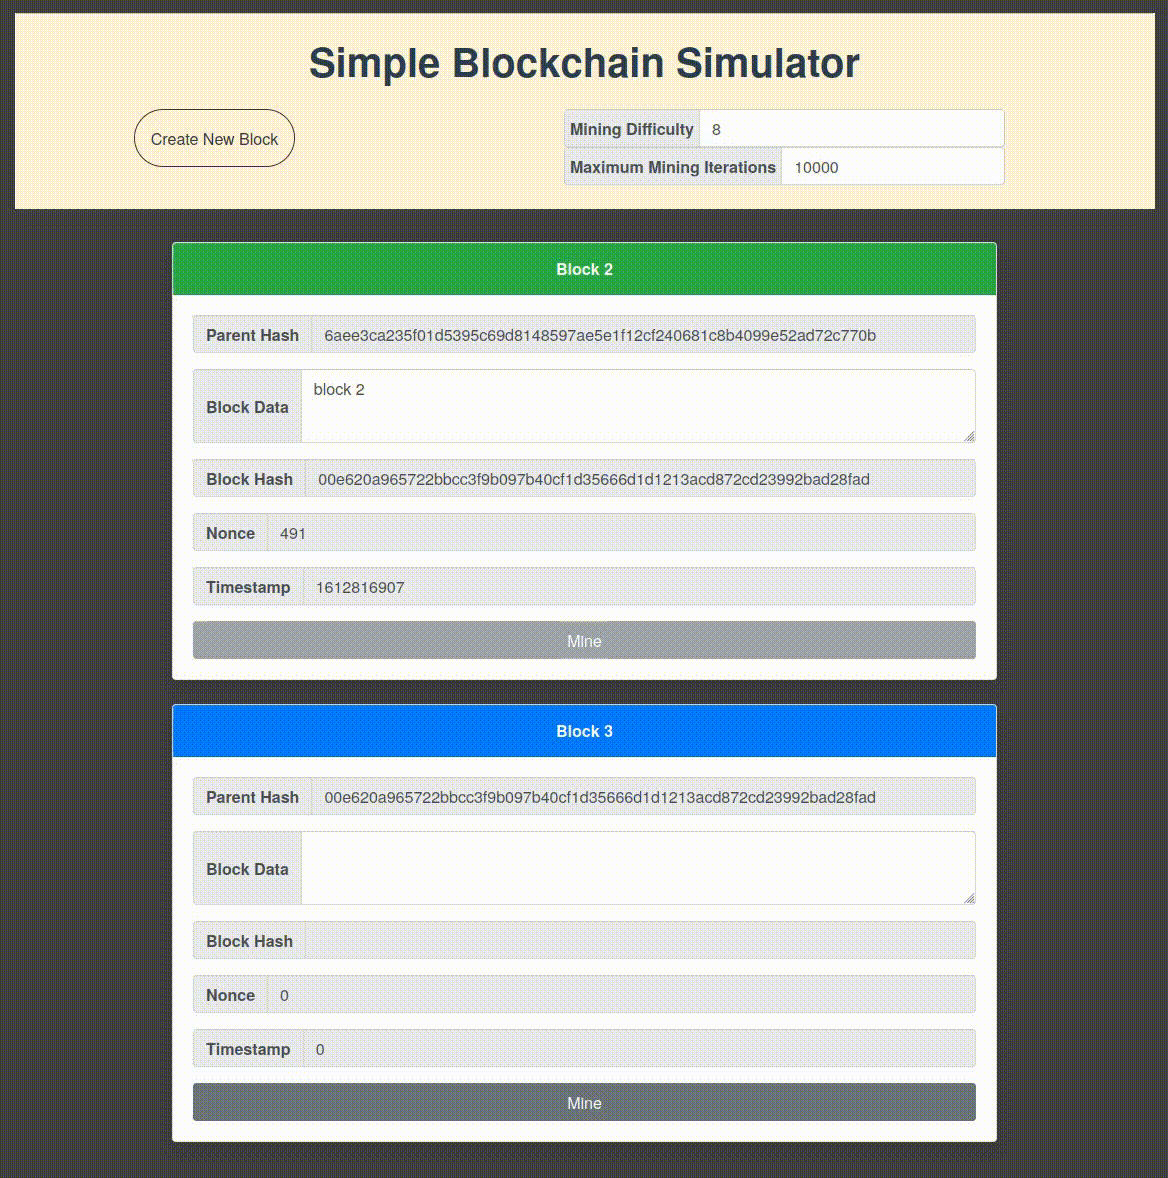 Simple Blockchain Simulator
Create New Block
Mining Difficulty 8
Maximum Mining Iterations 10000
Block 2
Parent Hash 6aee3ca235f01d5395c69d8148597ae5e1f12cf240681c8b4099e52ad72c770b
Block Data block 2
Block Hash 00e620a965722bbcc3f9b097b40cf1d35666d1d1213acd872cd23992bad28fad
Nonce 491
Timestamp 1612816907
Mine
Block 3
Parent Hash 00e620a965722bbcc3f9b097b40cf1d35666d1d1213acd872cd23992bad28fad
Block Data
Block Hash
Nonce 0
Timestamp 0
Mine